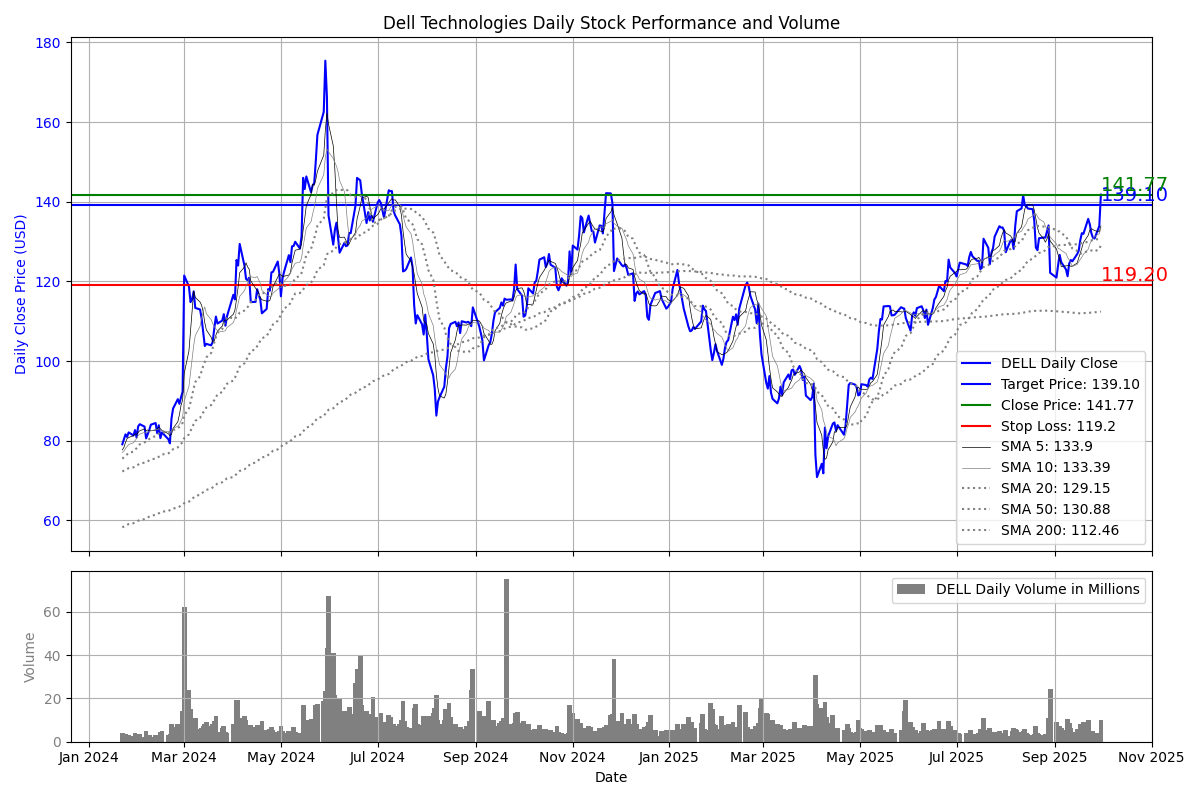 Dell Technologies Daily Stock Performance and Volume
Daily Close Price (USD)
180
160
140
120
100
80
60
141.77
139.10
119.20
DELL Daily Close
Target Price: 139.10
Close Price: 141.77
Stop Loss: 119.2
SMA 5: 133.9
SMA 10: 133.39
SMA 20: 129.15
SMA 50: 130.88
SMA 200: 112.46
Volume
60
40
20
0
DELL Daily Volume in Millions
Jan 2024 Mar 2024 May 2024 Jul 2024 Sep 2024 Nov 2024 Jan 2025 Mar 2025 May 2025 Jul 2025 Sep 2025 Nov 2025
Date